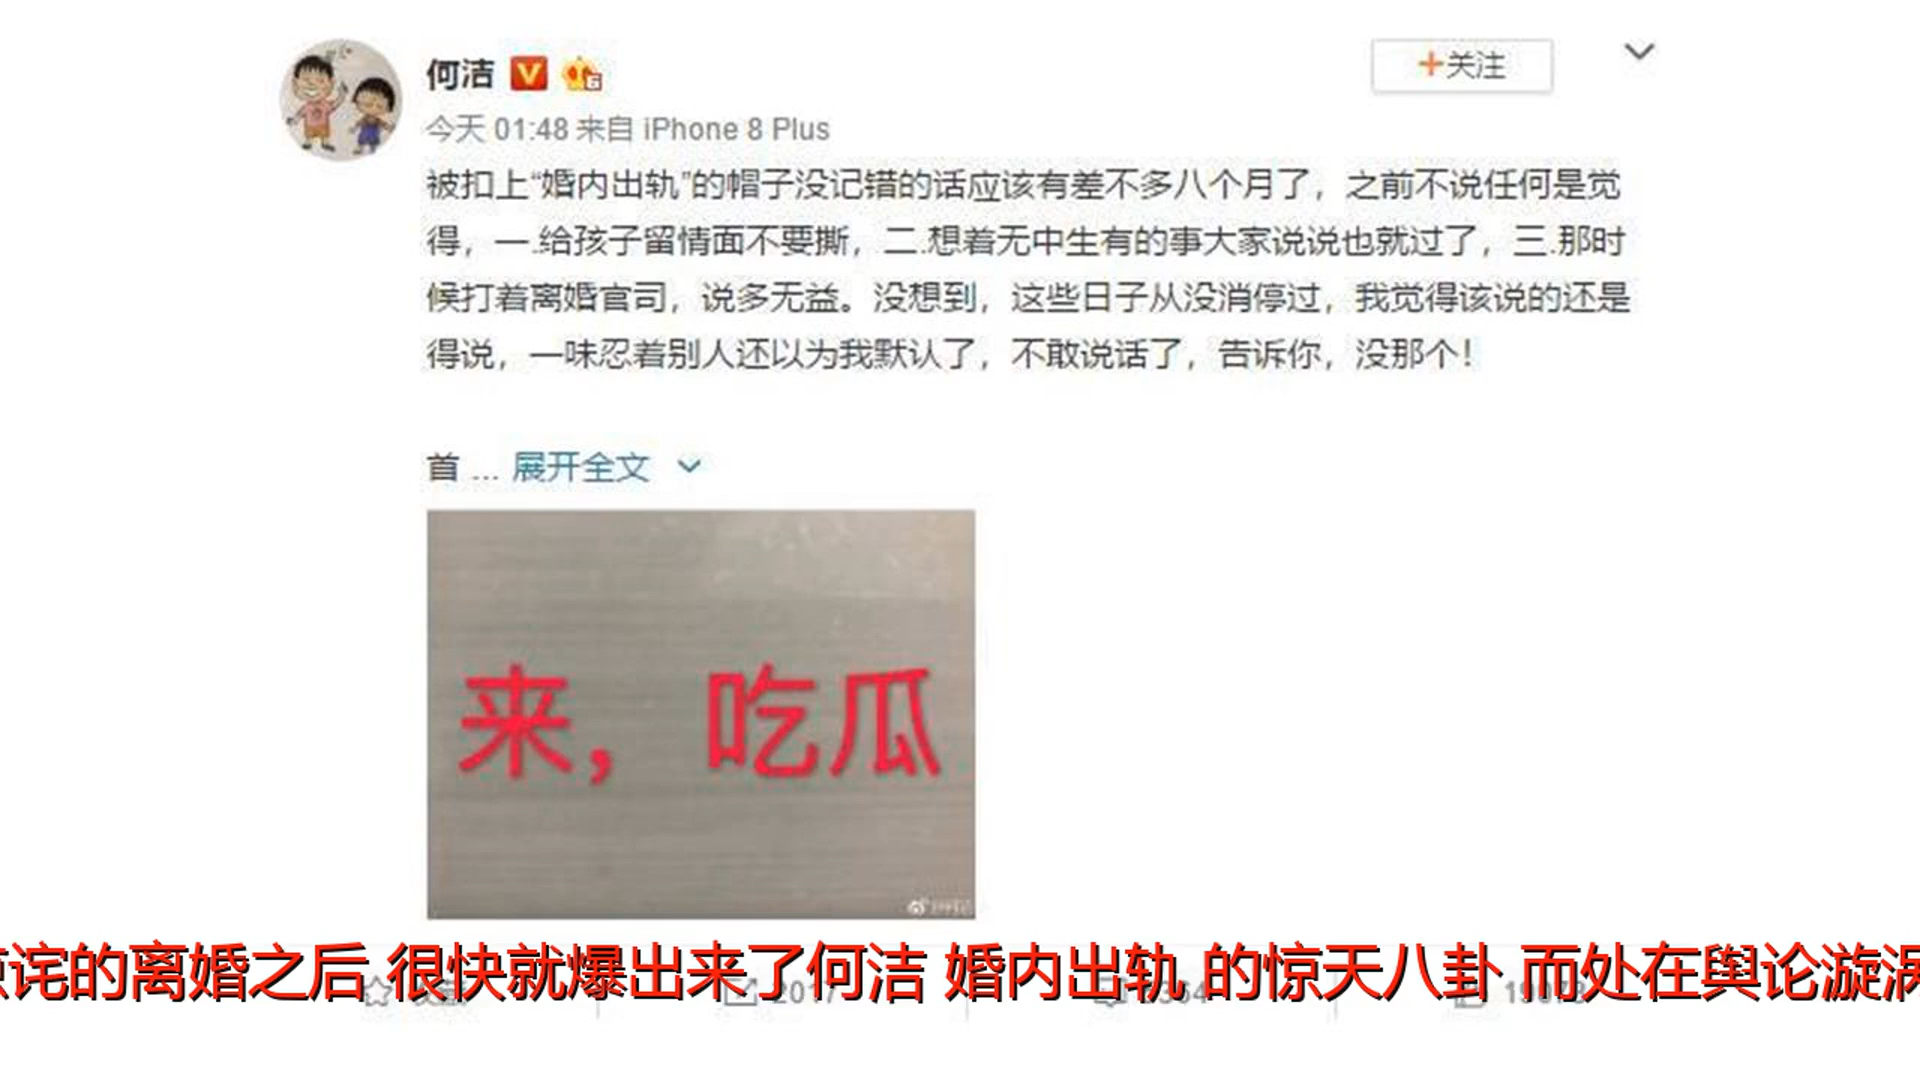 何洁
+关注
今天 01:48 来自 iPhone 8 Plus
被扣上“婚内出轨”的帽子没记错的话应该有差不多八个月了，之前不说任何是觉
得，一.给孩子留情面不要撕，二.想着无中生有的事大家说说也就过了，三.那时
候打着离婚官司，说多无益。没想到，这些日子从没消停过，我觉得该说的还是
得说，一味忍着别人还以为我默认了，不敢说话了，告诉你，没那个！
首 ... 展开全文
来，吃瓜
诧的离婚之后 很快就爆出来了何洁 婚内出轨 的惊天八卦 而处在舆论漩涡